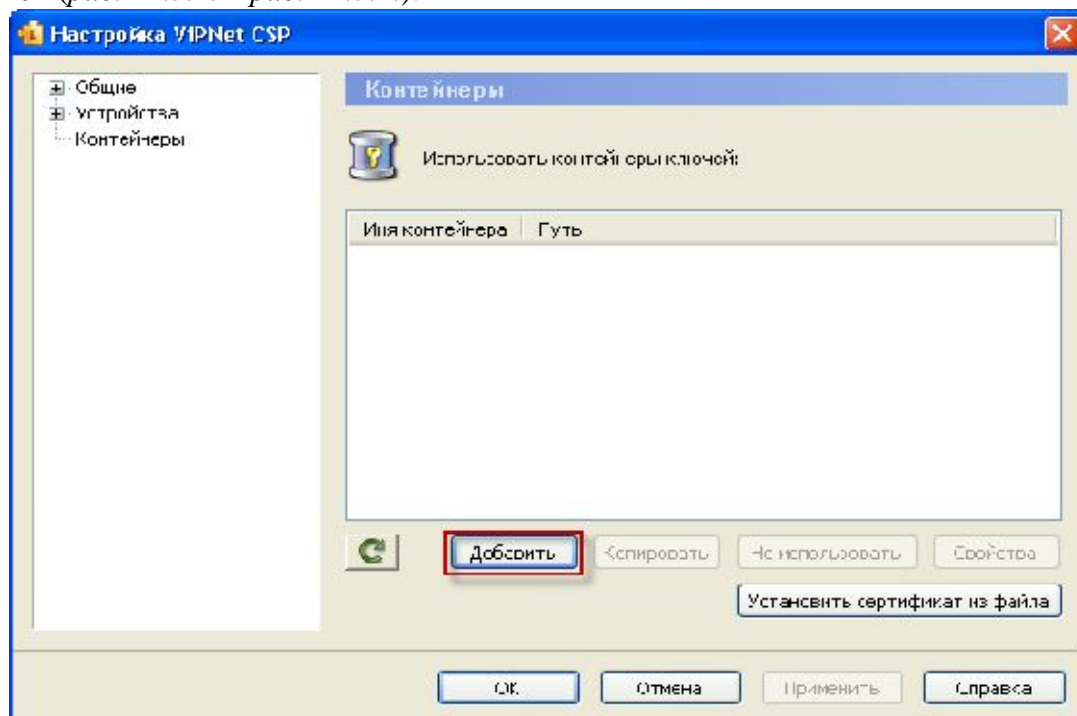 Настройка ViPNet CSP
Общие
Устройства
Контейнеры
Контейнеры
Использовать контейнеры ключей:
Имя контейнера Путь
Добавить Копировать Не использовать Свойства
Установить сертификат из файла
ОК Отмена Применить Справка